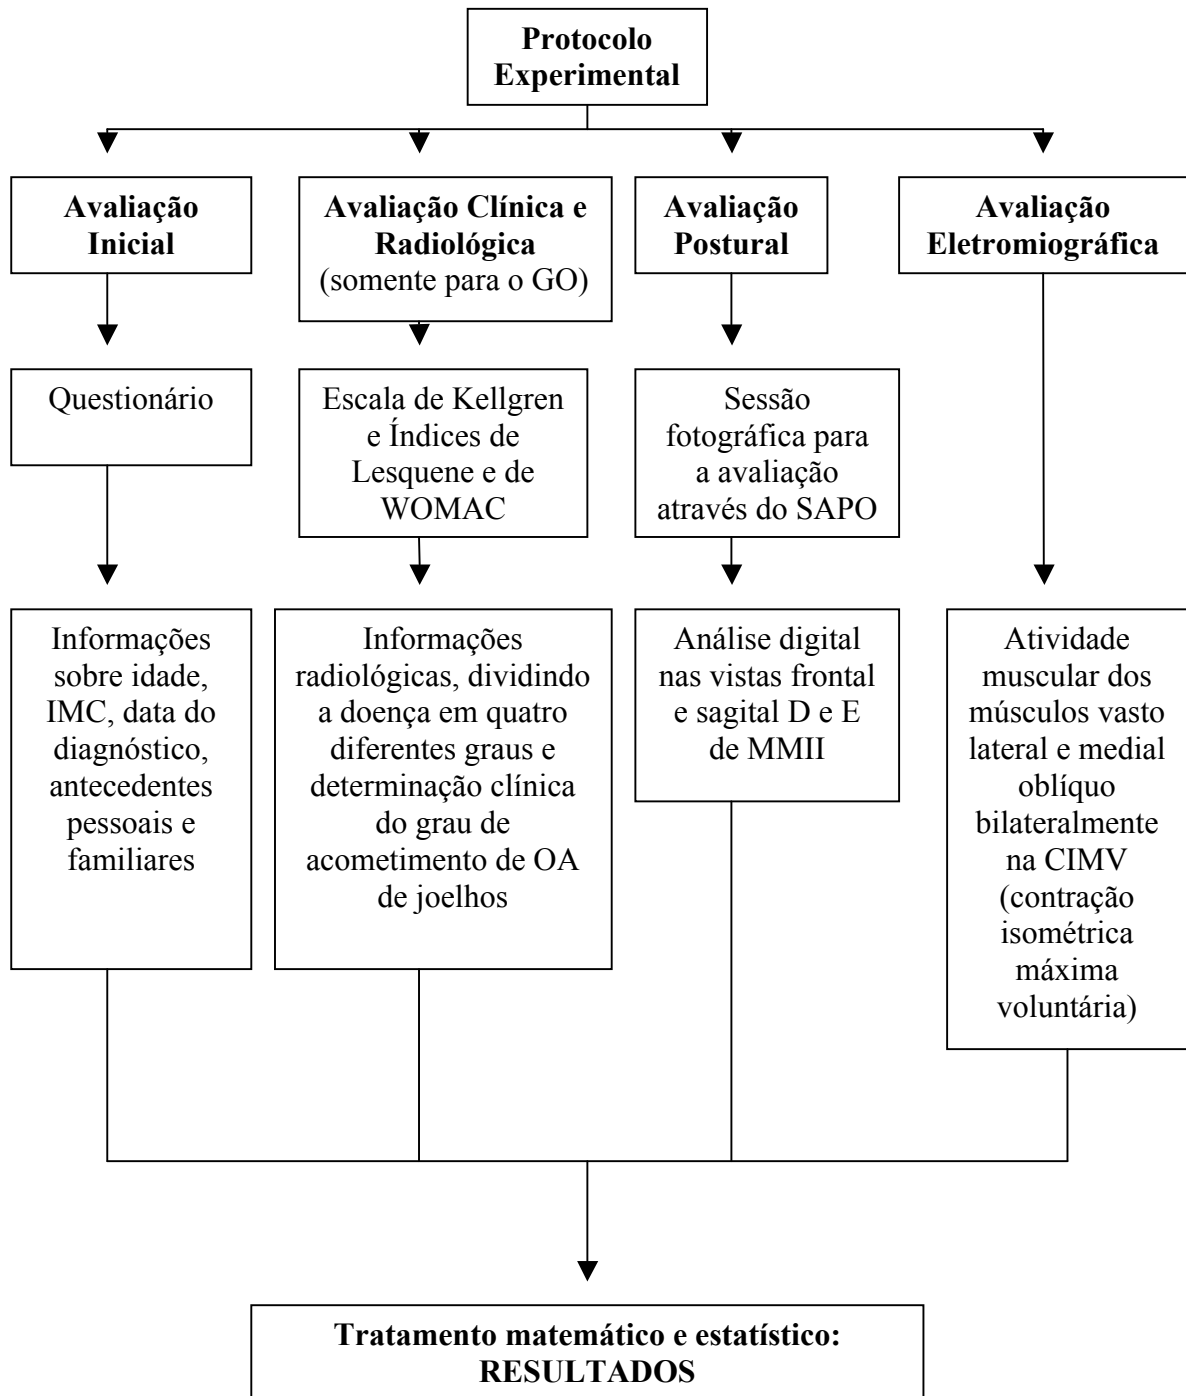 Protocolo
Experimental
Avaliação
Inicial
Avaliação Clínica e
Radiológica
(somente para o GO)
Avaliação
Postural
Avaliação
Eletromiográfica
Questionário
Escala de Kellgren
e Índices de
Lesquene e de
WOMAC
Sessão
fotográfica para
a avaliação
através do SAPO
Informações
sobre idade,
IMC, data do
diagnóstico,
antecedentes
pessoais e
familiares
Informações
radiológicas, dividindo
a doença em quatro
diferentes graus e
determinação clínica
do grau de
acometimento de OA
de joelhos
Análise digital
nas vistas frontal
e sagital D e E
de MMII
Atividade
muscular dos
músculos vasto
lateral e medial
oblíquo
bilateralmente
na CIMV
(contração
isométrica
máxima
voluntária)
Tratamento matemático e estatístico:
RESULTADOS